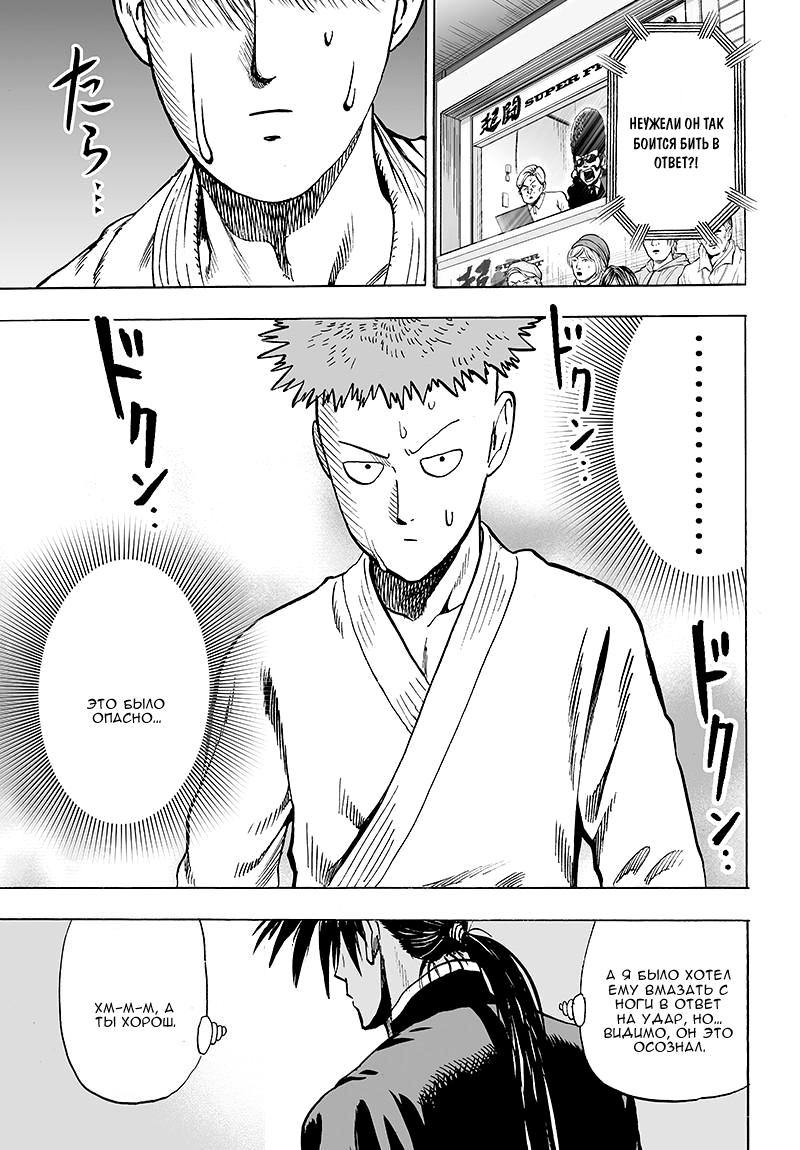 起闘 SUPER FI
НЕУЖЕЛИ ОН ТАК
БОИТСЯ БИТЬ В
ОТВЕТ?!
SUPER
たら…
...........
ドクン…
ドクン…
ドクン…
ЭТО БЫЛО
ОПАСНО...
А Я БЫЛО ХОТЕЛ
ЕМУ ВМАЗАТЬ С
НОГИ В ОТВЕТ
НА УДАР, НО...
ВИДИМО, ОН ЭТО
ОСОЗНАЛ.
ХМ-М-М, А
ТЫ ХОРОШ.